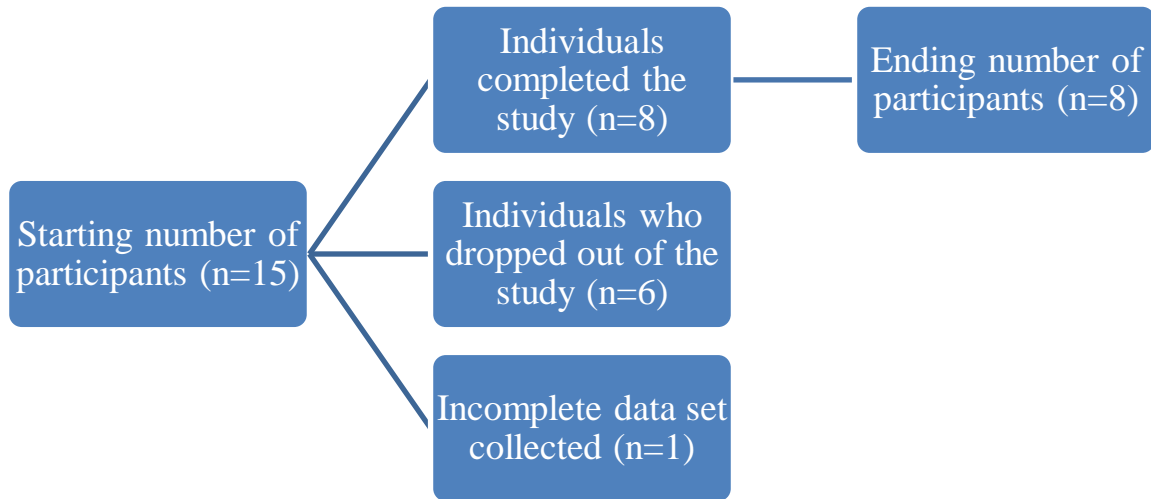 Starting number of
participants (n=15)
Individuals
completed the
study (n=8)
Ending number of
participants (n=8)
Individuals who
dropped out of the
study (n=6)
Incomplete data set
collected (n=1)